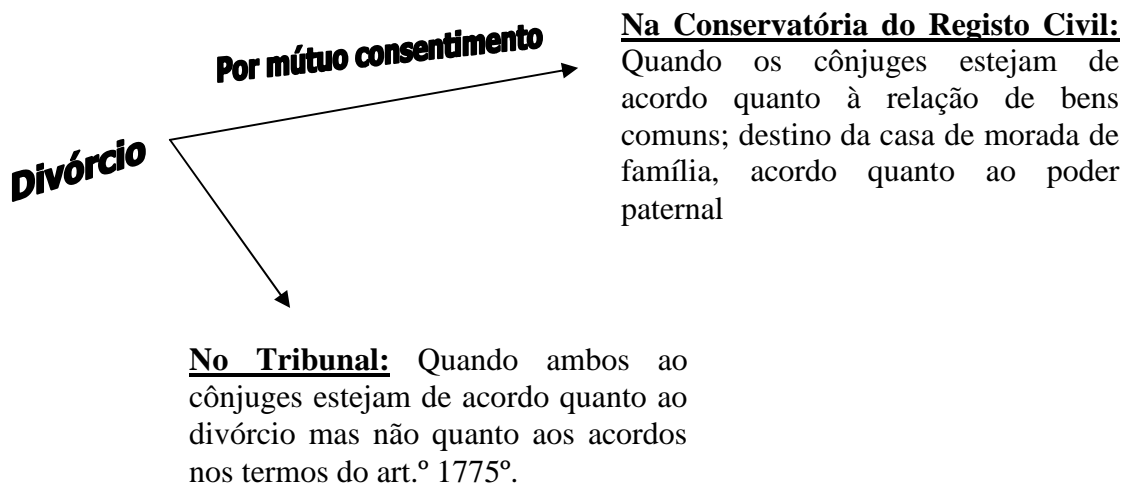 Divórcio
Por mútuo consentimento
Na Conservatória do Registo Civil:
Quando os cônjuges estejam de
acordo quanto à relação de bens
comuns; destino da casa de morada de
família, acordo quanto ao poder
paternal
No Tribunal: Quando ambos ao
cônjuges estejam de acordo quanto ao
divórcio mas não quanto aos acordos
nos termos do art.º 1775º.